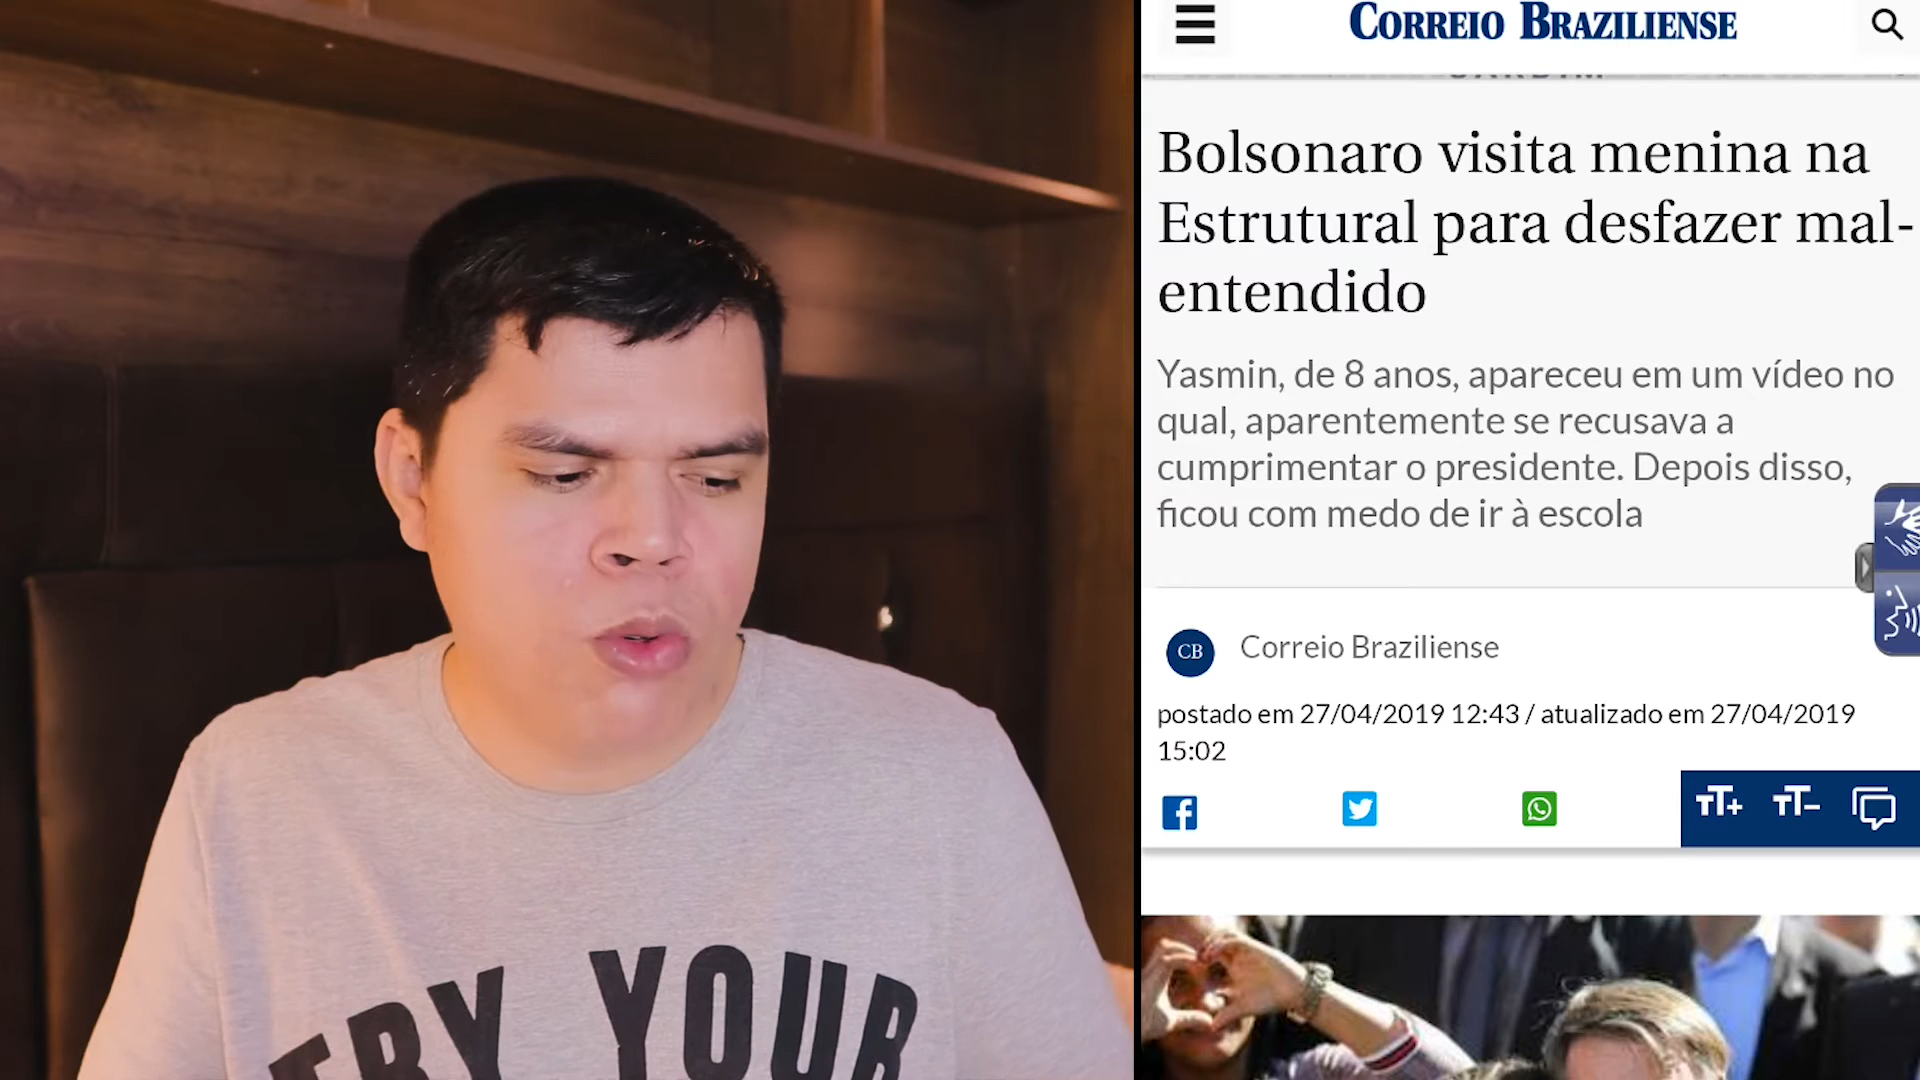 CORREIO BRAZILIENSE
Bolsonaro visita menina na
Estrutural para desfazer mal-
entendido
Yasmin, de 8 anos, apareceu em um vídeo no
qual, aparentemente se recusava a
cumprimentar o presidente. Depois disso,
ficou com medo de ir à escola
CB Correio Braziliense
postado em 27/04/2019 12:43 / atualizado em 27/04/2019
15:02
TT+ TT-
YOUR